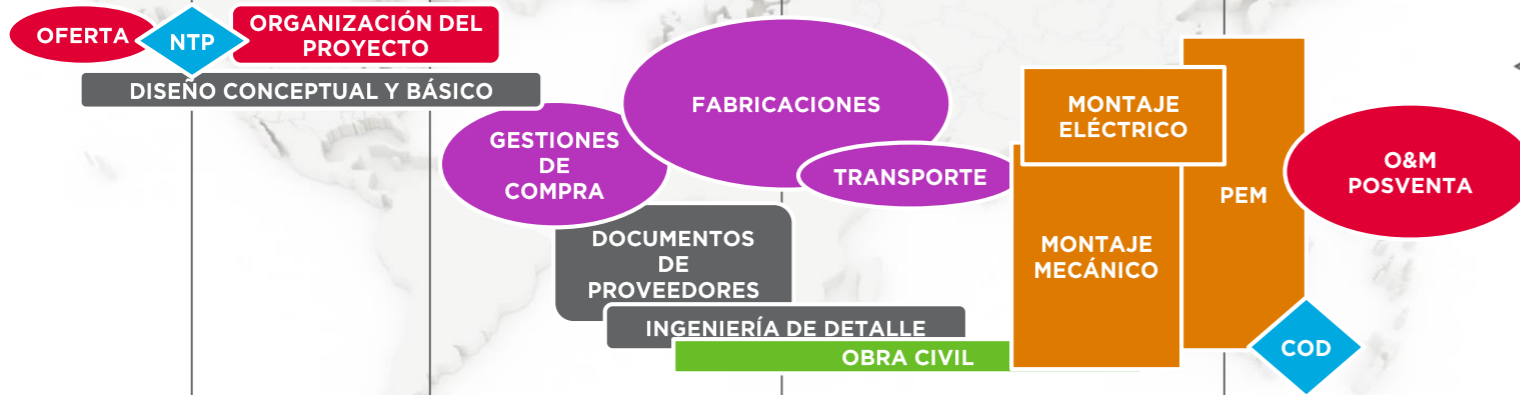 OFERTA
NTP
ORGANIZACIÓN DEL
PROYECTO
DISEÑO CONCEPTUAL Y BÁSICO
GESTIONES
DE
COMPRA
FABRICACIONES
TRANSPORTE
DOCUMENTOS
DE
PROVEEDORES
INGENIERÍA DE DETALLE
OBRA CIVIL
MONTAJE
ELÉCTRICO
MONTAJE
MECÁNICO
PEM
COD
O&M
POSVENTA